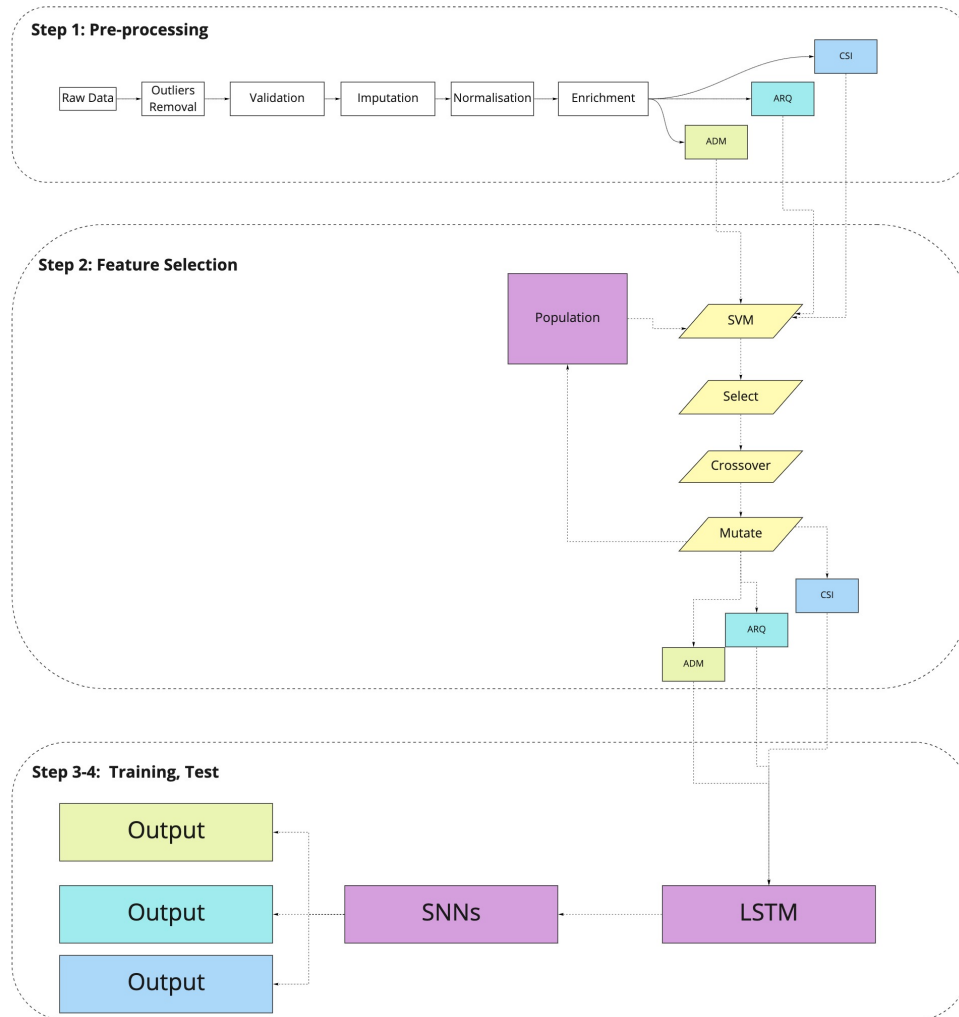 Step 1: Pre-processing
CSI
Raw Data
Outliers
Removal
Validation
Imputation
Normalisation
Enrichment
ARQ
ADM
Step 2: Feature Selection
Population
SVM
Select
Crossover
Mutate
CSI
ARQ
ADM
Step 3-4:  Training, Test
Output
Output
SNNs
LSTM
Output